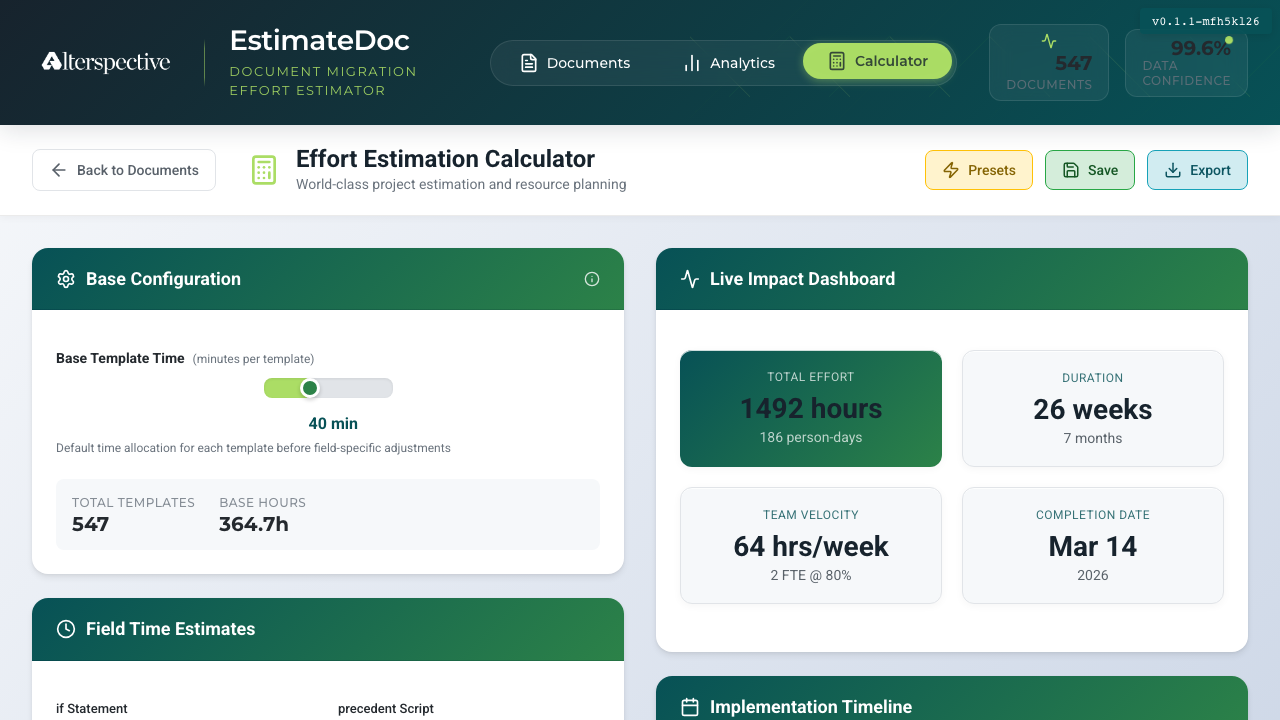 v0.1.1-mfh5kl26
Alterspective
EstimateDoc
DOCUMENT MIGRATION
EFFORT ESTIMATOR
Documents
Analytics
Calculator
547
DOCUMENTS
99.6%
DATA
CONFIDENCE
Back to Documents
Effort Estimation Calculator
World-class project estimation and resource planning
Presets
Save
Export
Base Configuration
Base Template Time (minutes per template)
40 min
Default time allocation for each template before field-specific adjustments
TOTAL TEMPLATES
547
BASE HOURS
364.7h
Field Time Estimates
if Statement
precedent Script
Live Impact Dashboard
TOTAL EFFORT
1492 hours
186 person-days
DURATION
26 weeks
7 months
TEAM VELOCITY
64 hrs/week
2 FTE @ 80%
COMPLETION DATE
Mar 14
2026
Implementation Timeline